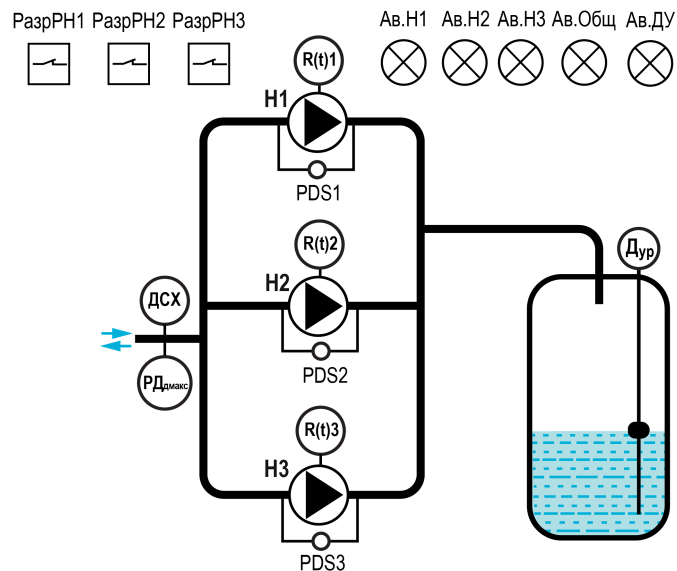 РазрРН1 РазрРН2 РазрРН3
Ав.Н1 Ав.Н2 Ав.Н3 Ав.Общ Ав.ДУ
R(t)1
Н1
PDS1
R(t)2
Н2
PDS2
Дур
ДСХ
РДдмакс
R(t)3
Н3
PDS3